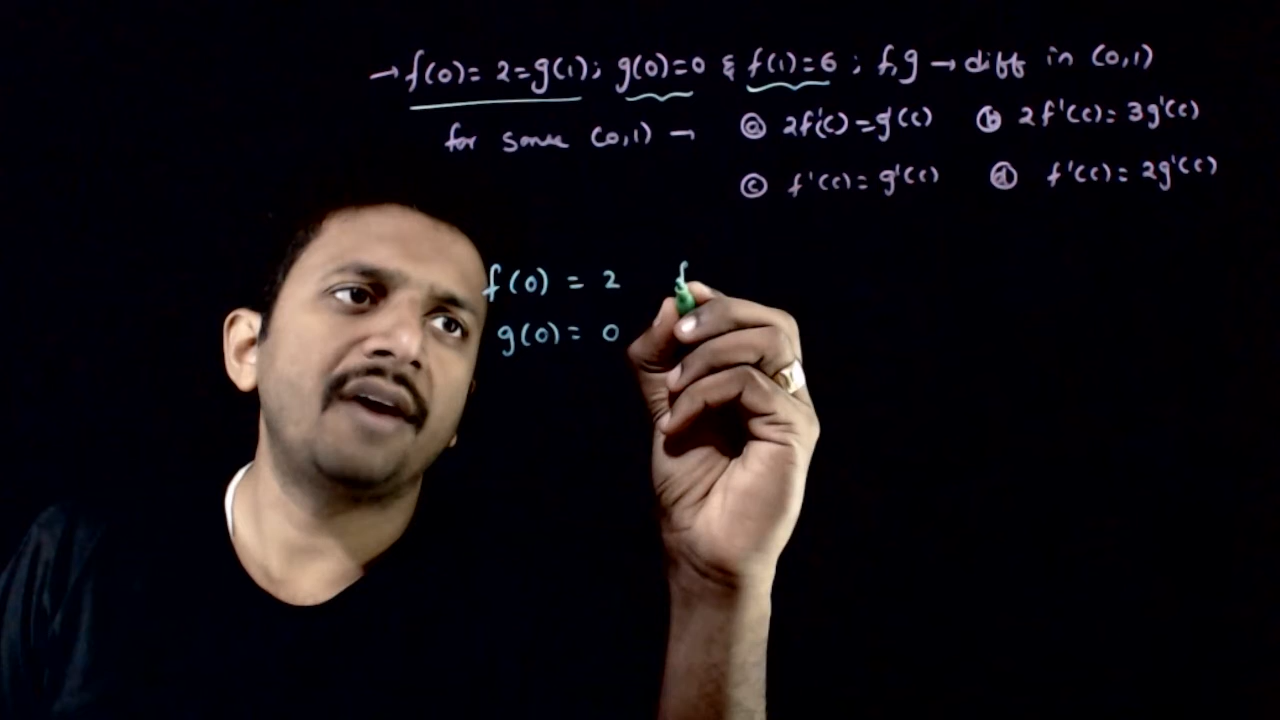 → f(0)= 2=g(1); g(0)=0 & f(1)=6 ; f,g → diff in (0,1)
for some (0,1) → ⓐ 2f'(c)=g'(c) ⓑ 2f'(c)= 3g'(c)
ⓒ f'(c)= g'(c) ⓓ f'(c)= 2g'(c)
f(0) = 2 f
g(0)= 0